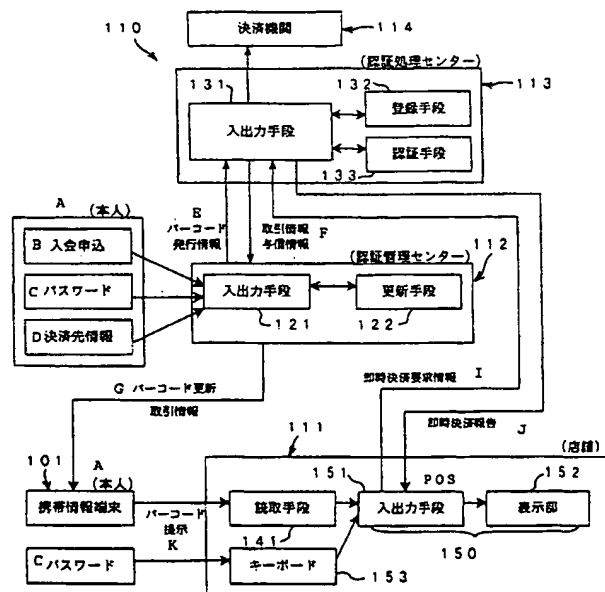 110
決済機関
114
(認証処理センター)
113
131
132
入出力手段
登録手段
認証手段
133
A
(本人)
B 入会申込
C パスワード
D 決済先情報
E
バーコード
発行情報
取引情報
与信情報
F
(認証管理センター)
112
入出力手段
121
更新手段
122
G バーコード更新
取引情報
即時決済要求情報 I
即時決済報告
J
111
(店舗)
101
A
(本人)
携帯情報端末
バーコード
提示
K
読取手段
141
151
POS
入出力手段
152
表示部
150
C パスワード
キーボード
153